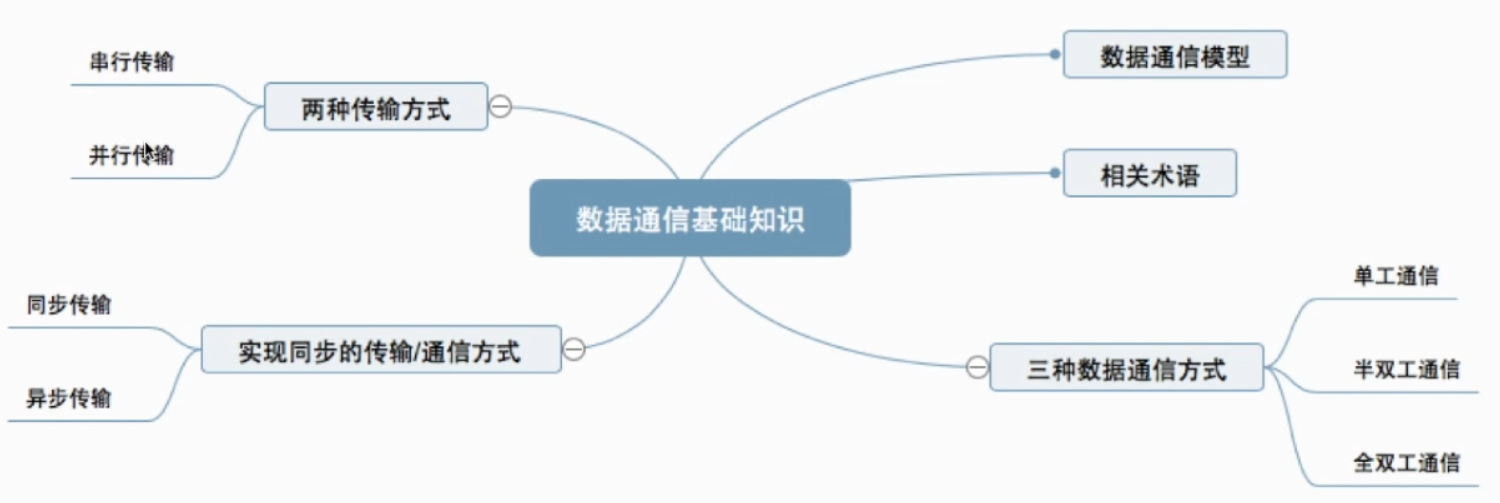 数据通信基础知识
数据通信模型
相关术语
三种数据通信方式
单工通信
半双工通信
全双工通信
两种传输方式
串行传输
并行传输
实现同步的传输/通信方式
同步传输
异步传输